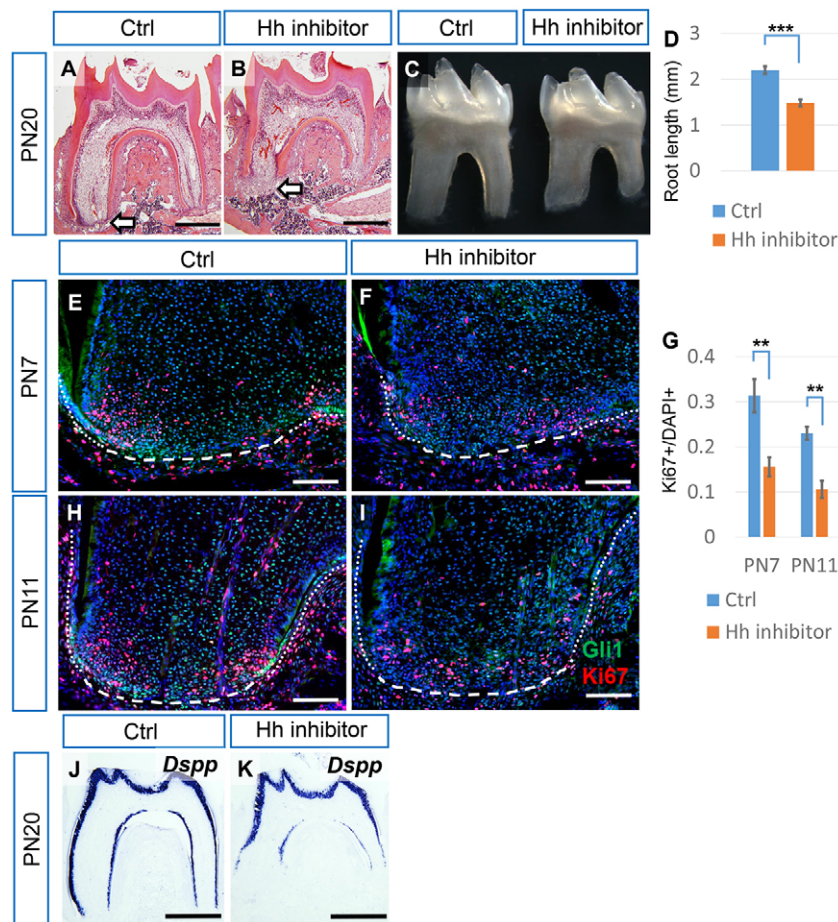 Ctrl
Hh inhibitor
Ctrl
Hh inhibitor
PN20
A
B
C
D
***
Root length (mm)
3
2
1
0
Ctrl
Hh inhibitor
Ctrl
Hh inhibitor
PN7
E
F
G
**
**
Ki67+/DAPI+
0.4
0.3
0.2
0.1
0
PN7 PN11
Ctrl
Hh inhibitor
PN11
H
I
Gli1
Ki67
Ctrl
Hh inhibitor
PN20
J
Dspp
K
Dspp